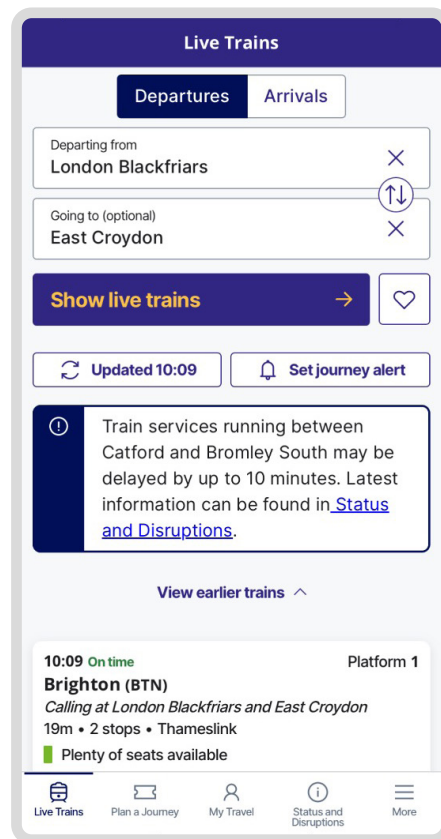 Live Trains
Departures
Arrivals
Departing from
London Blackfriars
Going to (optional)
East Croydon
Show live trains
Updated 10:09
Set journey alert
Train services running between
Catford and Bromley South may be
delayed by up to 10 minutes. Latest
information can be found in Status
and Disruptions.
View earlier trains
10:09 On time Platform 1
Brighton (BTN)
Calling at London Blackfriars and East Croydon
19m • 2 stops • Thameslink
Plenty of seats available
Live Trains
Plan a Journey
My Travel
Status and
Disruptions
More